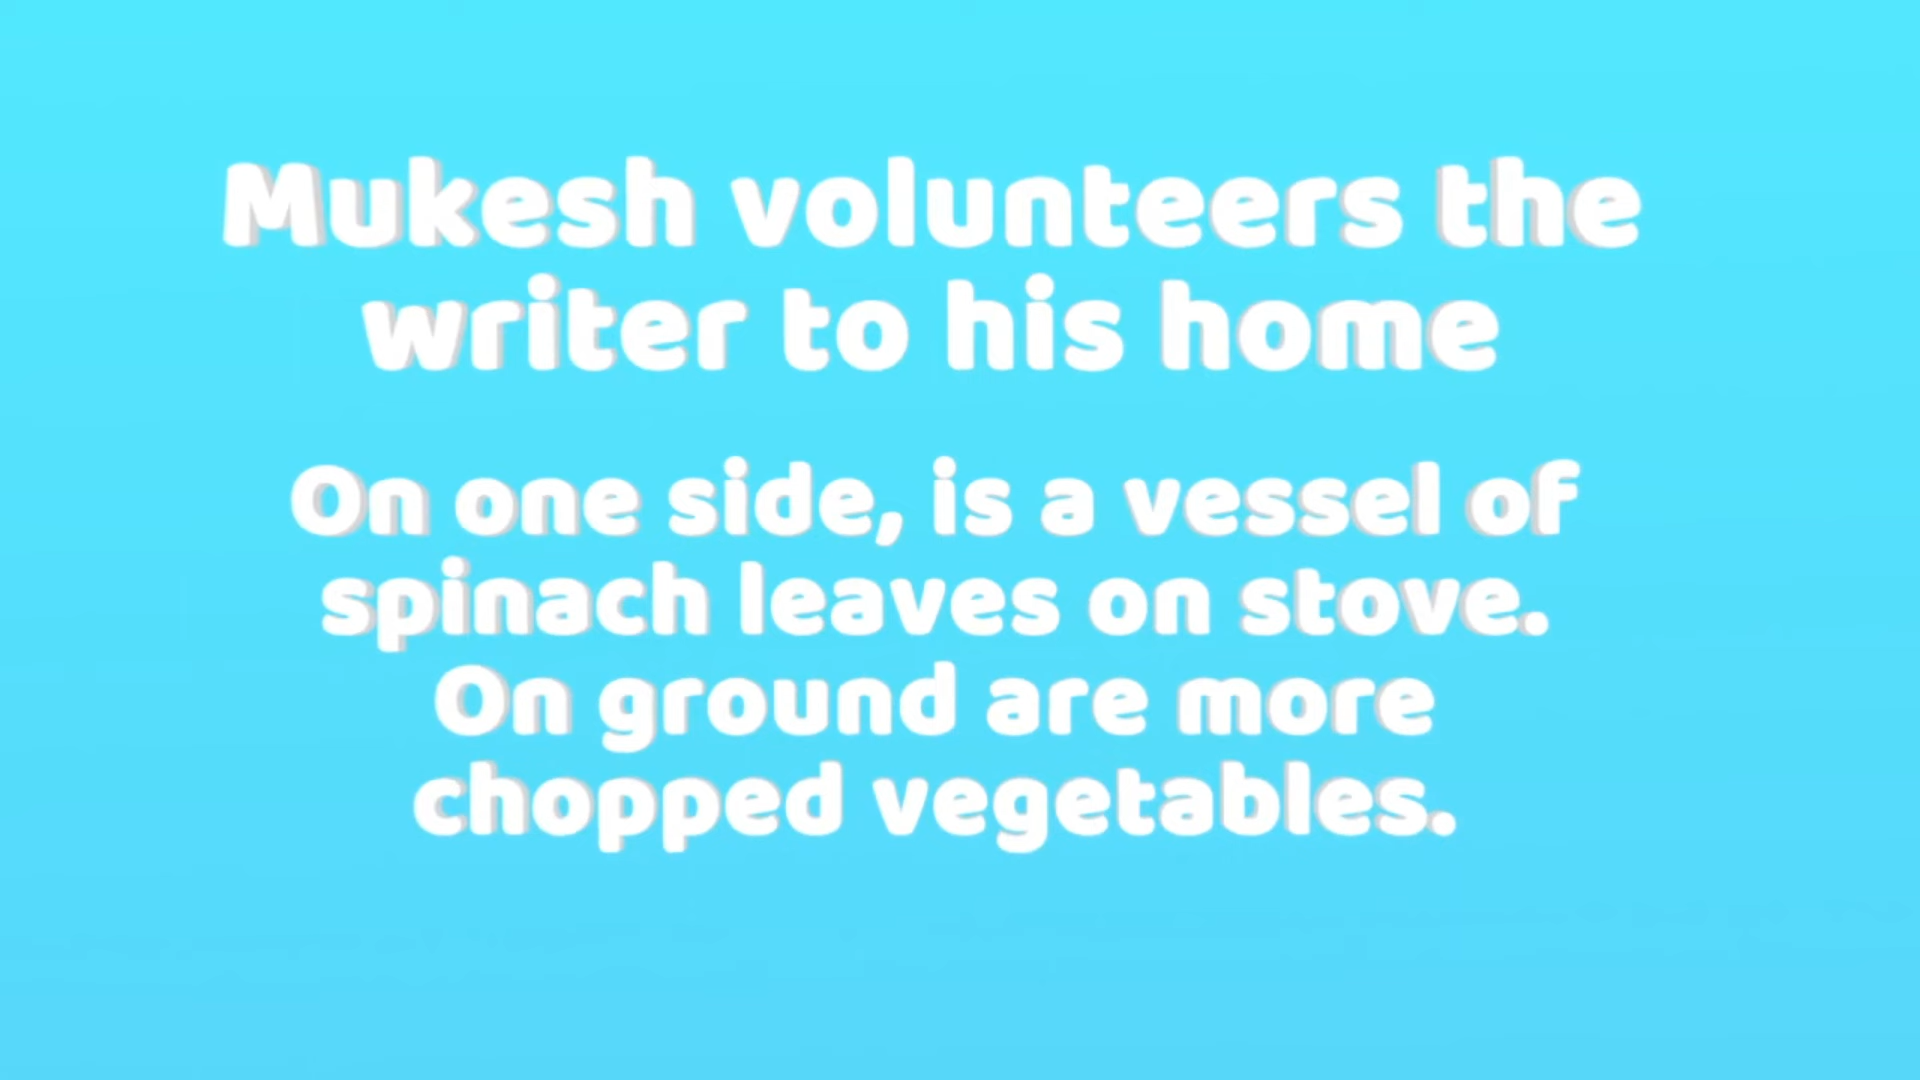 Mukesh volunteers the
writer to his home
On one side, is a vessel of
spinach leaves on stove.
On ground are more
chopped vegetables.